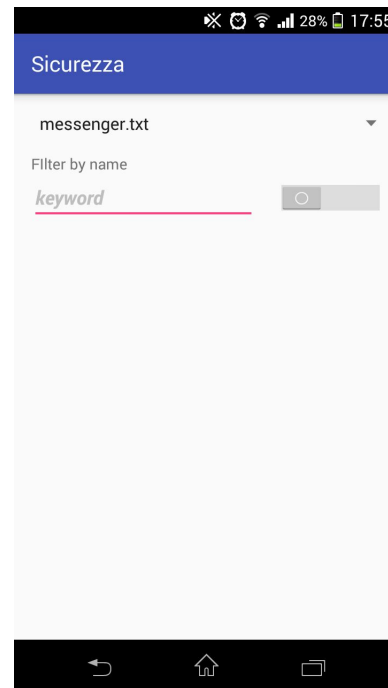 28% 17:55
Sicurezza
messenger.txt
FIlter by name
keyword